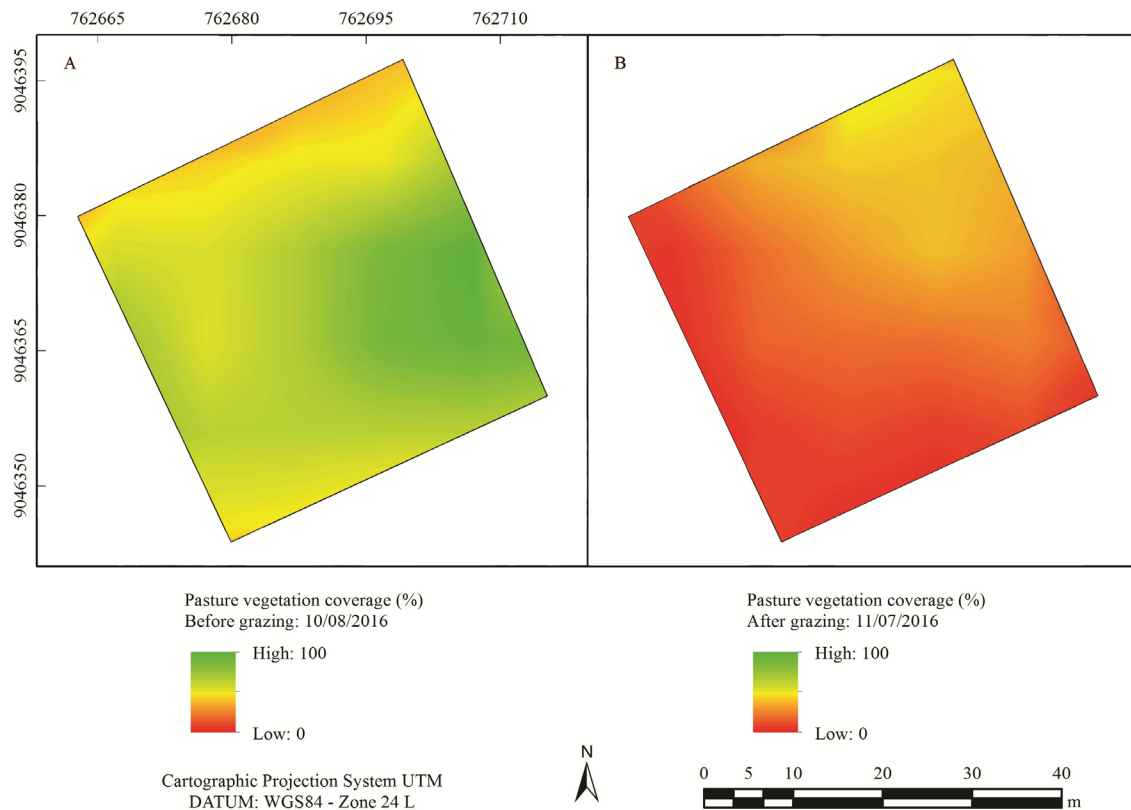 762665 762680 762695 762710
A
B
9046395
9046380
9046365
9046350
Pasture vegetation coverage (%)
Before grazing: 10/08/2016
High: 100
Low: 0
Pasture vegetation coverage (%)
After grazing: 11/07/2016
High: 100
Low: 0
Cartographic Projection System UTM
DATUM: WGS84 - Zone 24 L
N
0 5 10 20 30 40
m